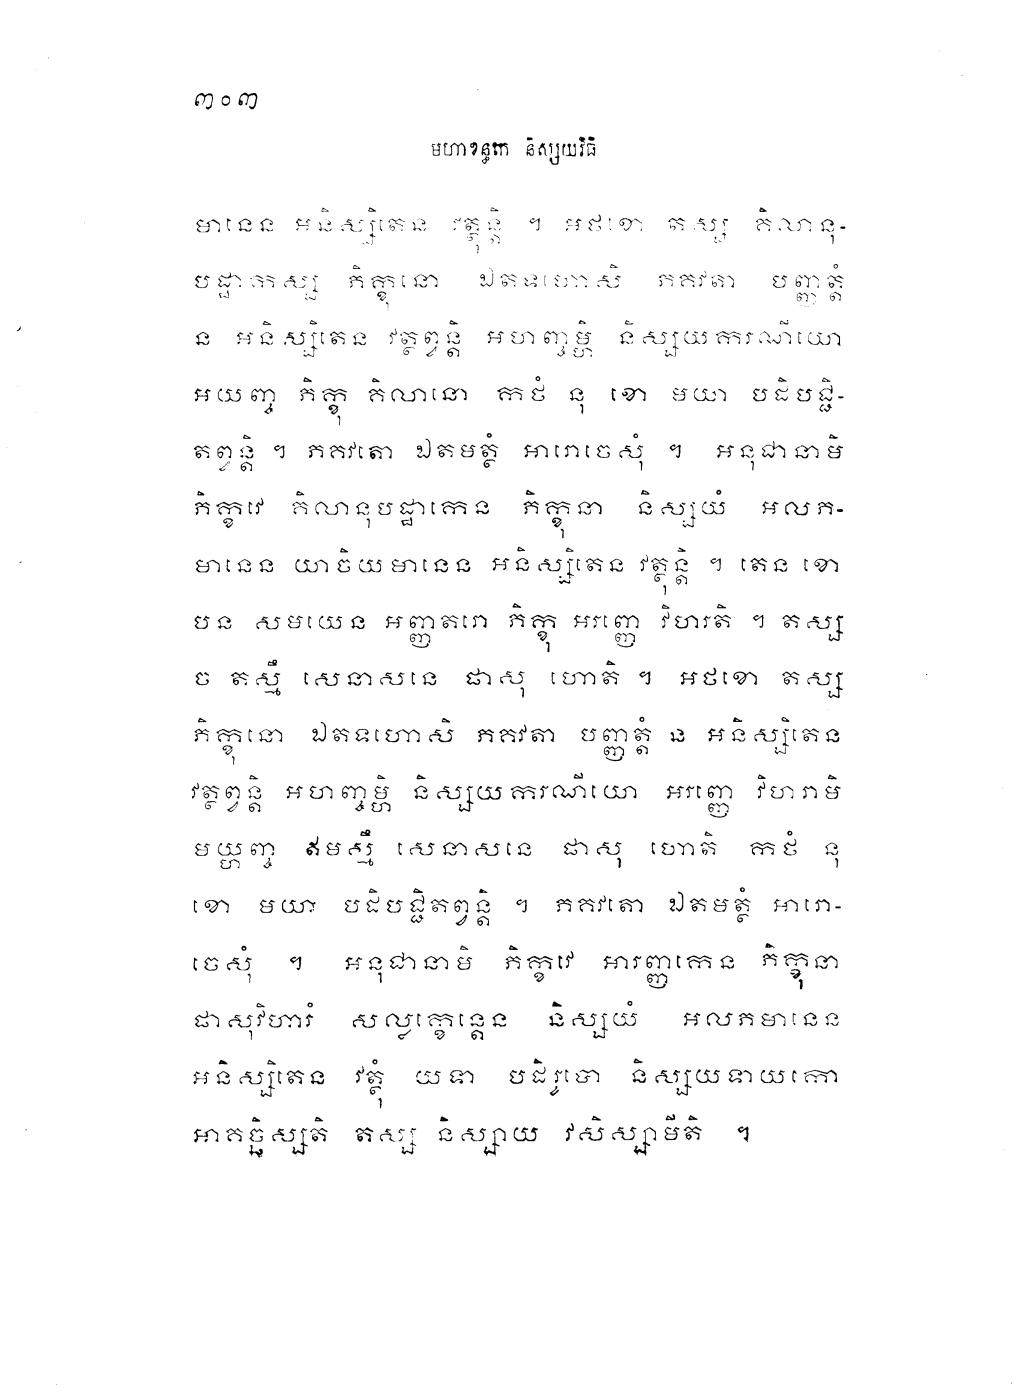 ៣០៣
មហាខន្ធកេ និស្សយវិធិ
មានេន អនិស្សិតេន វត្ថុន្តិ ។ អថខោ តស្ស គិលានុ-
បដ្ឋាកស្ស ភិក្ខុនោ ឯតទហោសិ ភគវតា បញ្ញត្តំ
ន អនិស្សិតេន វត្ថព្វន្តិ អហញ្ចម្ហិ និស្សយករណីយោ
អយញ្ច ភិក្ខុ គិលានោ កថំ នុ ខោ មយា បដិបជ្ជិ-
តព្វន្តិ ។ ភគវតោ ឯតមត្ថំ អារោចេសុំ ។ អនុជានាមិ
ភិក្ខវេ គិលានុបដ្ឋាកេន ភិក្ខុនា និស្សយំ អលភ-
មានេន យាចិយមានេន អនិស្សិតេន វត្ថុន្តិ ។ តេន ខោ
បន សមយេន អញ្ញតរោ ភិក្ខុ អរញ្ញេ វិហរតិ ។ តស្ស
ច តស្មឹ សេនាសនេ ផាសុ ហោតិ ។ អថខោ តស្ស
ភិក្ខុនោ ឯតទហោសិ ភគវតា បញ្ញត្តំ ន អនិស្សិតេន
វត្ថព្វន្តិ អហញ្ចម្ហិ និស្សយករណីយោ អរញ្ញេ វិហរាមិ
មយ្ហញ្ច ឥមស្មឹ សេនាសនេ ផាសុ ហោតិ កថំ នុ
ខោ មយា បដិបជ្ជិតព្វន្តិ ។ ភគវតោ ឯតមត្ថំ អារោ-
ចេសុំ ។ អនុជានាមិ ភិក្ខវេ អារញ្ញកេន ភិក្ខុនា
ផាសុវិហារំ សល្លក្ខេន្តេន និស្សយំ អលភមានេន
អនិស្សិតេន វត្ថុំ យទា បដិរូបោ និស្សយទាយកោ
អាគច្ឆិស្សតិ តស្ស និស្សាយ វសិស្សាមីតិ ។